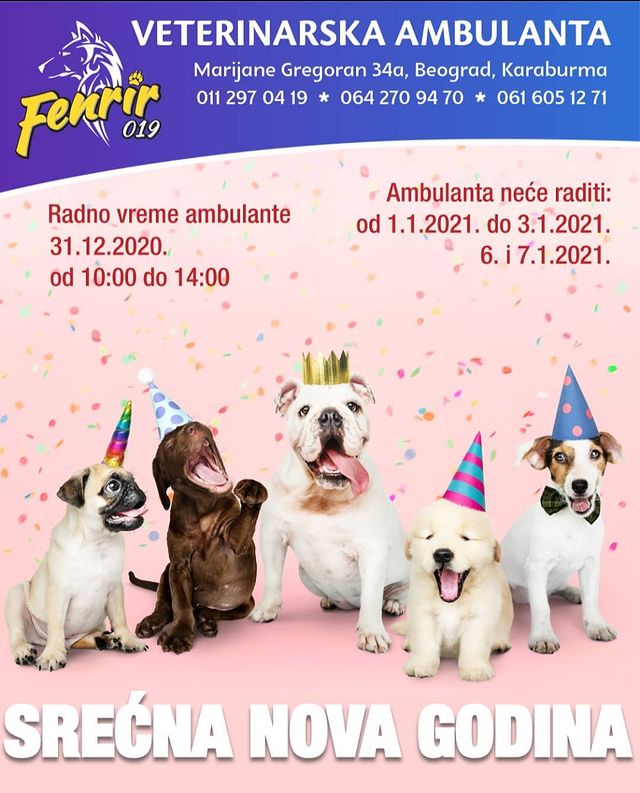 Fenrir
019
VETERINARSKA AMBULANTA
Marijane Gregoran 34a, Beograd, Karaburma
011 297 04 19 * 064 270 94 70 * 061 605 12 71
Radno vreme ambulante
31.12.2020.
od 10:00 do 14:00
Ambulanta neće raditi:
od 1.1.2021. do 3.1.2021.
6. i 7.1.2021.
SREĆNA NOVA GODINA